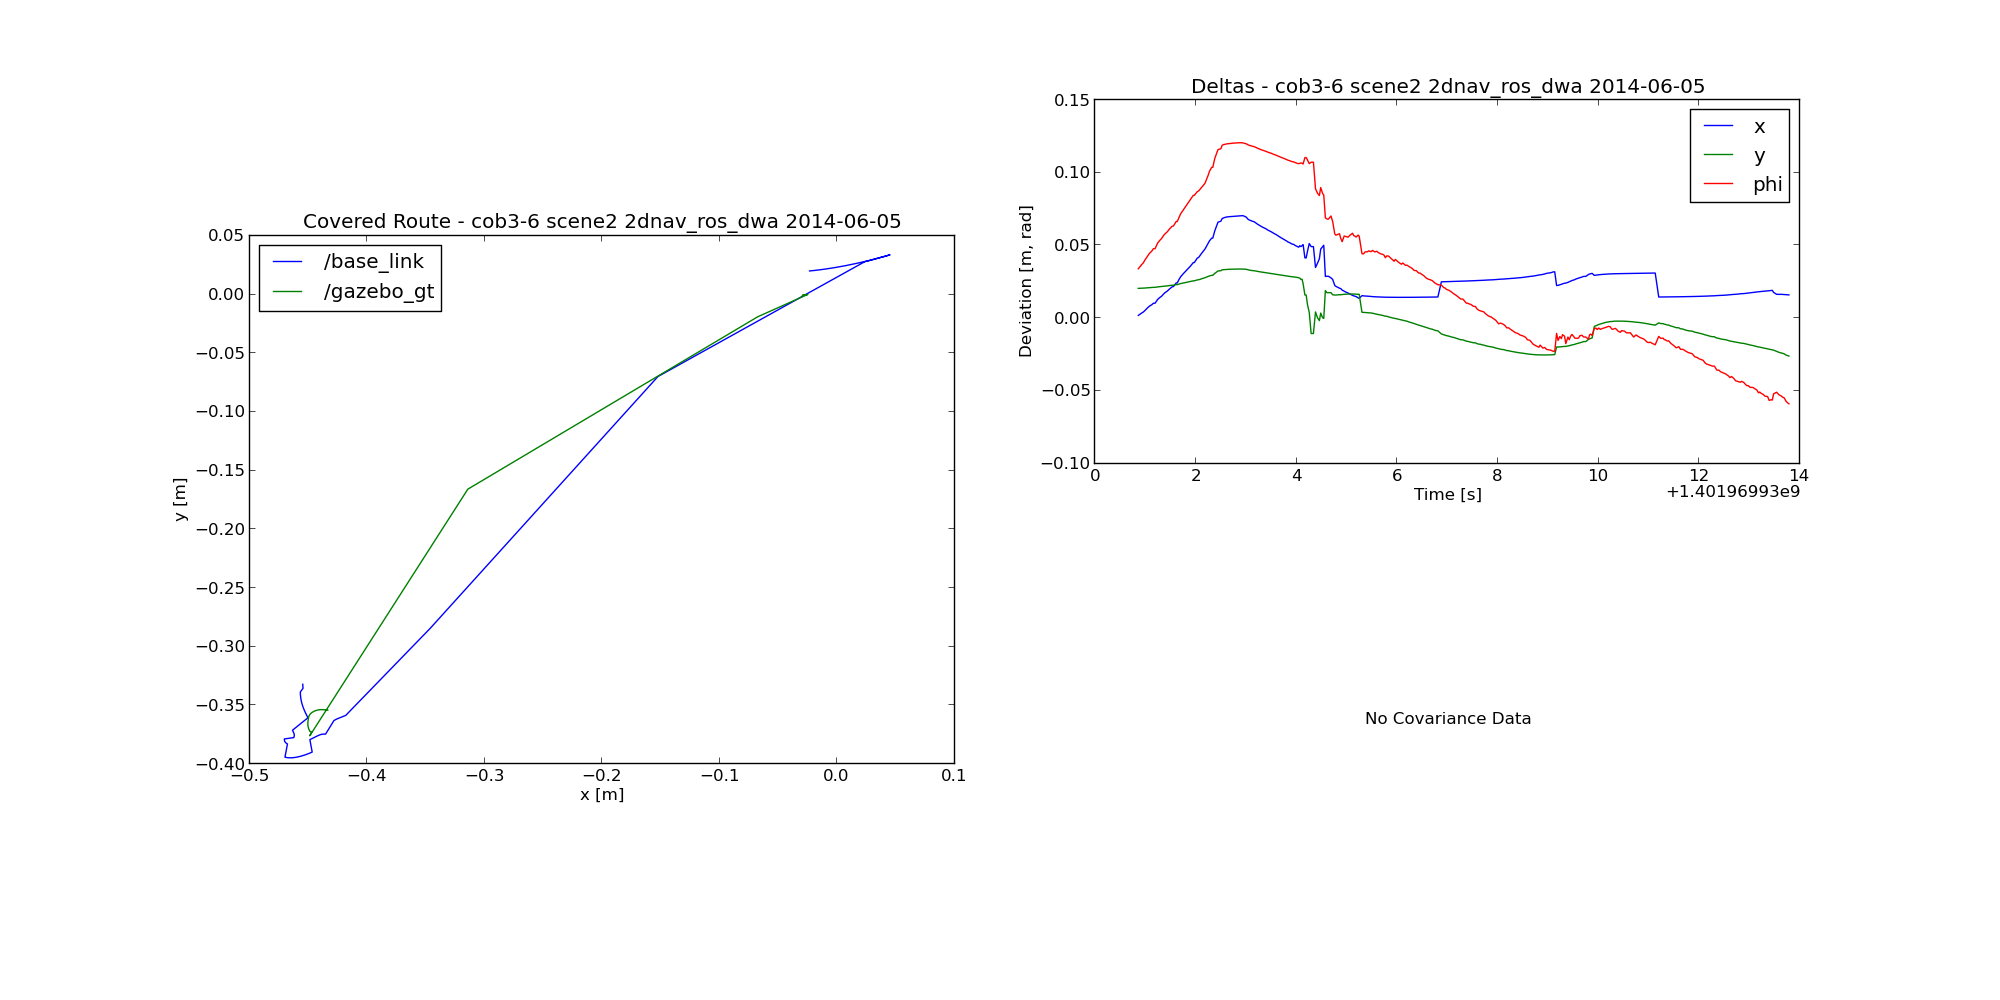 Covered Route - cob3-6 scene2 2dnav_ros_dwa 2014-06-05
/base_link
/gazebo_gt
0.05
0.00
−0.05
−0.10
−0.15
−0.20
−0.25
−0.30
−0.35
−0.40
y [m]
−0.5
−0.4
−0.3
−0.2
−0.1
0.0
0.1
x [m]
Deltas - cob3-6 scene2 2dnav_ros_dwa 2014-06-05
x
y
phi
0.15
0.10
0.05
0.00
−0.05
−0.10
Deviation [m, rad]
0
2
4
6
8
10
12
14
Time [s]
+1.40196993e9
No Covariance Data